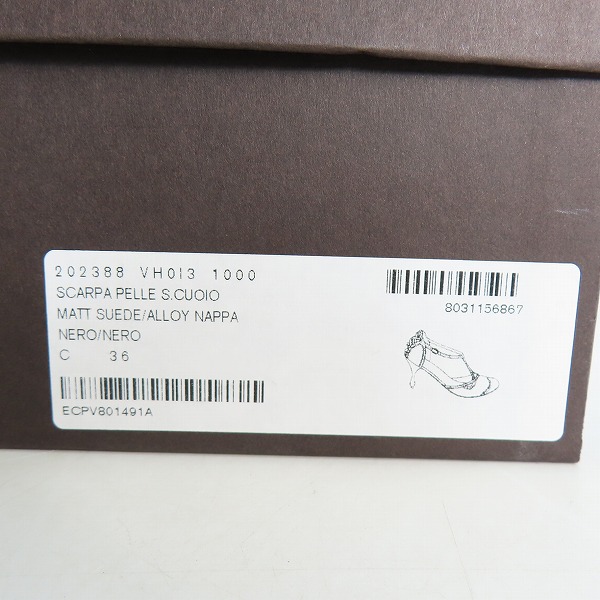 202388 VH0I3 1000
SCARPA PELLE S.CUOIO
MATT SUEDE/ALLOY NAPPA
NERO/NERO
C 36
ECPV801491A
8031156867